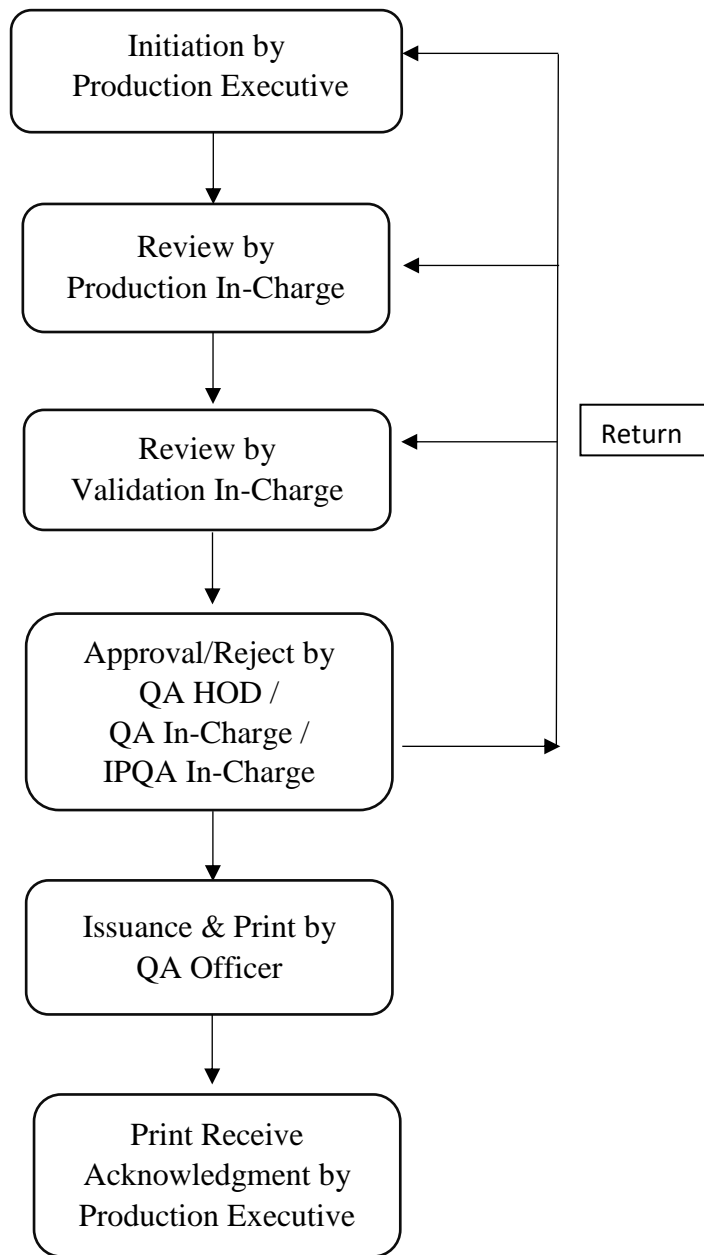 Initiation by
Production Executive
Review by
Production In-Charge
Review by
Validation In-Charge
Return
Approval/Reject by
QA HOD /
QA In-Charge /
IPQA In-Charge
Issuance & Print by
QA Officer
Print Receive
Acknowledgment by
Production Executive